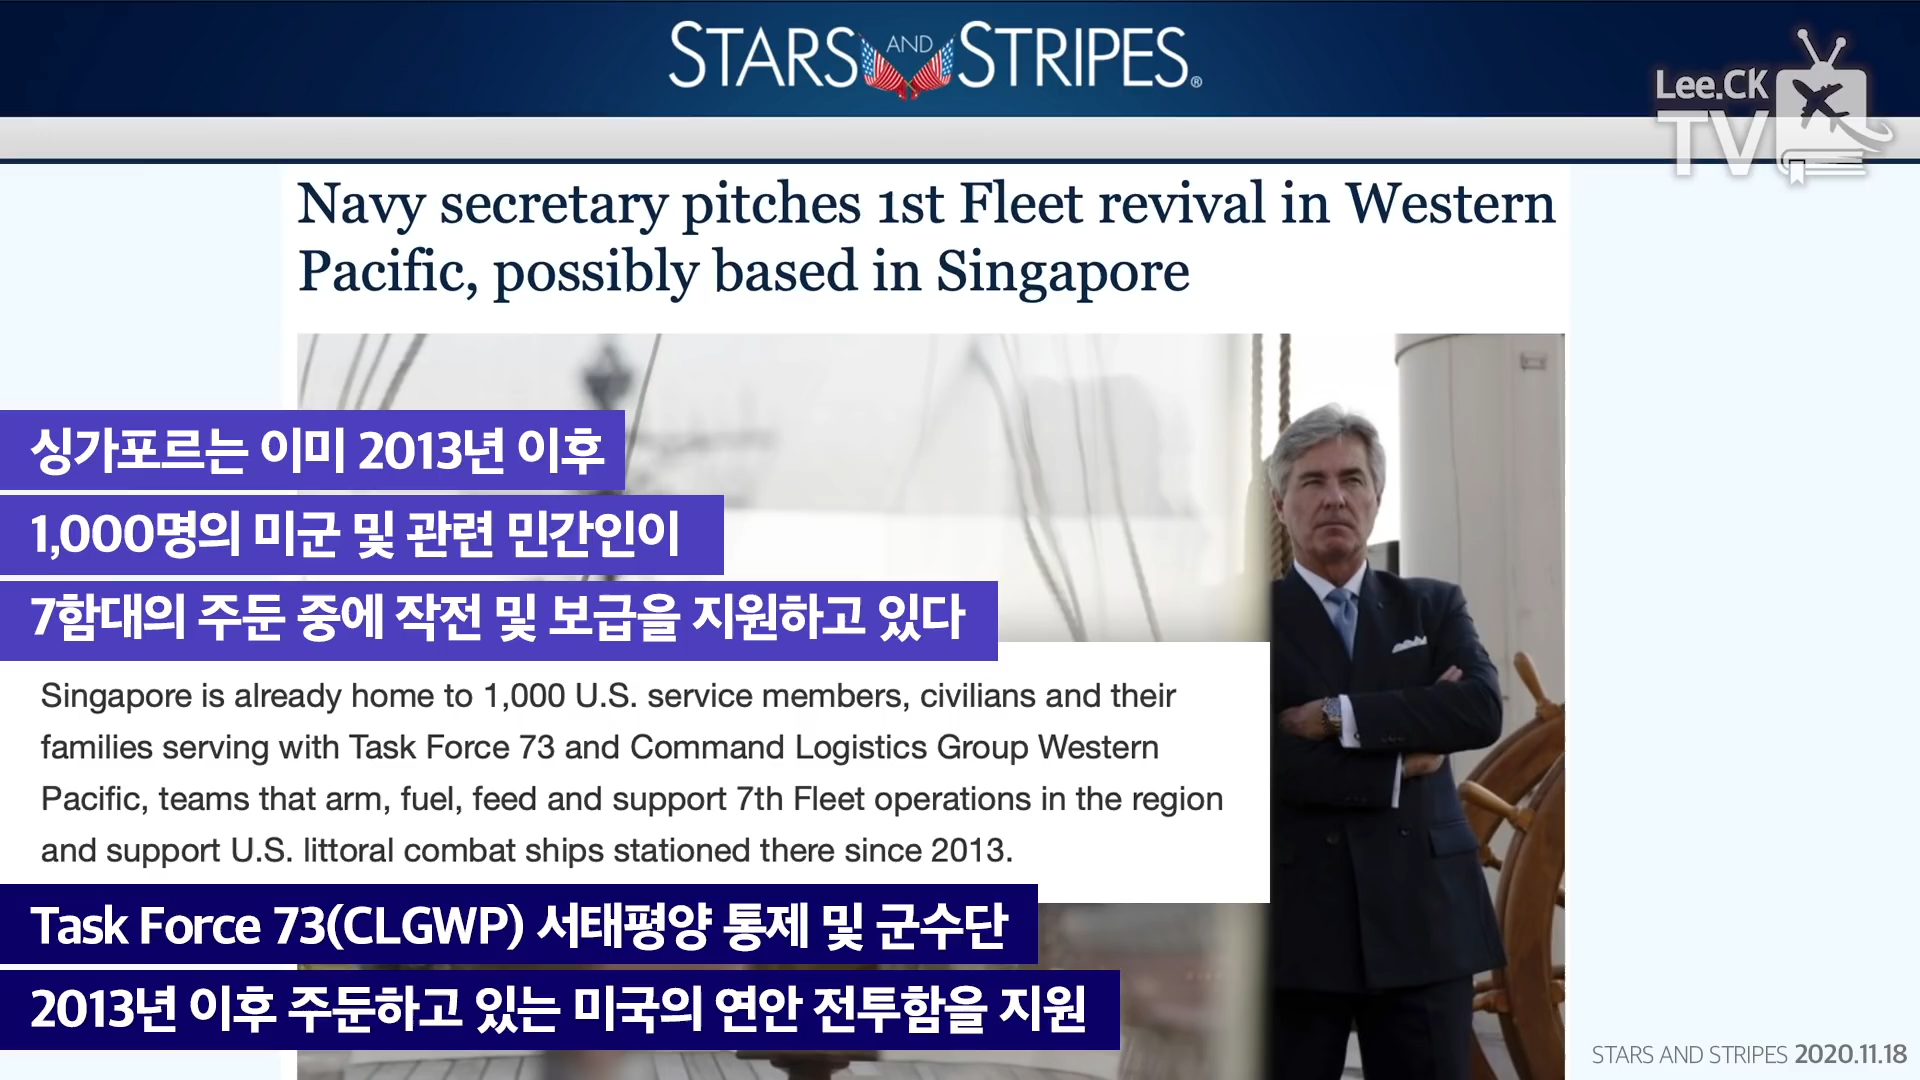 STARS AND STRIPES®
Lee.CK
TV
Navy secretary pitches 1st Fleet revival in Western
Pacific, possibly based in Singapore
싱가포르는 이미 2013년 이후
1,000명의 미군 및 관련 민간인이
7함대의 주둔 중에 작전 및 보급을 지원하고 있다
Singapore is already home to 1,000 U.S. service members, civilians and their
families serving with Task Force 73 and Command Logistics Group Western
Pacific, teams that arm, fuel, feed and support 7th Fleet operations in the region
and support U.S. littoral combat ships stationed there since 2013.
Task Force 73(CLGWP) 서태평양 통제 및 군수단
2013년 이후 주둔하고 있는 미국의 연안 전투함을 지원
STARS AND STRIPES 2020.11.18